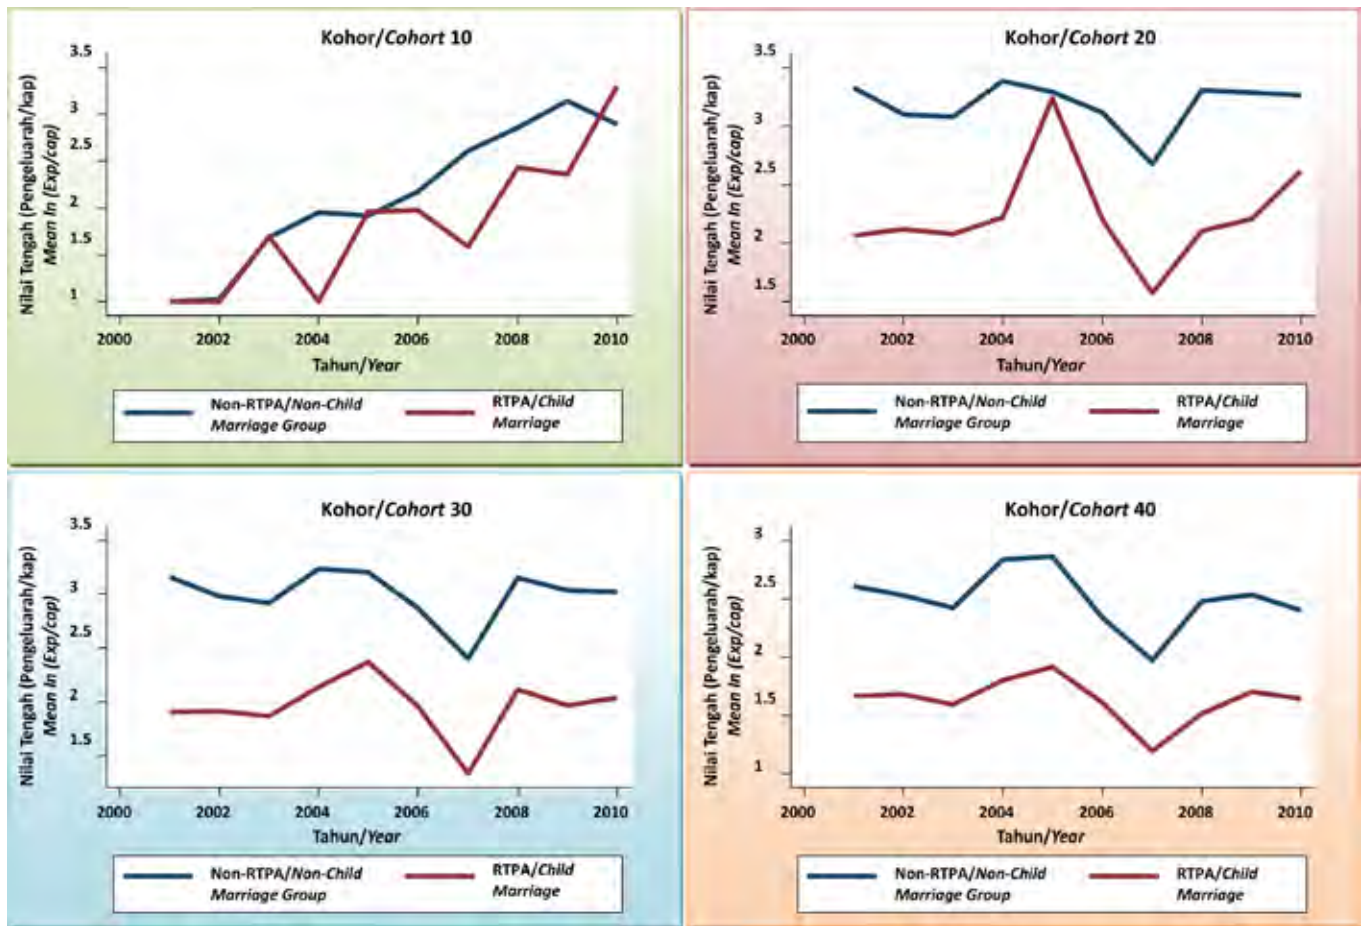 Kohor/Cohort 10
Nilai Tengah (Pengeluarah/kap)
Mean In (Exp/cap)
3.5
3
2.5
2
1.5
1
2000 2002 2004 2006 2008 2010
Tahun/Year
Non-RTPA/Non-Child
Marriage Group
RTPA/Child
Marriage
Kohor/Cohort 20
Nilai Tengah (Pengeluarah/kap)
Mean In (Exp/cap)
3.5
3
2.5
2
1.5
2000 2002 2004 2006 2008 2010
Tahun/Year
Non-RTPA/Non-Child
Marriage Group
RTPA/Child
Marriage
Kohor/Cohort 30
Nilai Tengah (Pengeluarah/kap)
Mean In (Exp/cap)
3.5
3
2.5
2
1.5
2000 2002 2004 2006 2008 2010
Tahun/Year
Non-RTPA/Non-Child
Marriage Group
RTPA/Child
Marriage
Kohor/Cohort 40
Nilai Tengah (Pengeluarah/kap)
Mean In (Exp/cap)
3
2.5
2
1.5
1
2000 2002 2004 2006 2008 2010
Tahun/Year
Non-RTPA/Non-Child
Marriage Group
RTPA/Child
Marriage